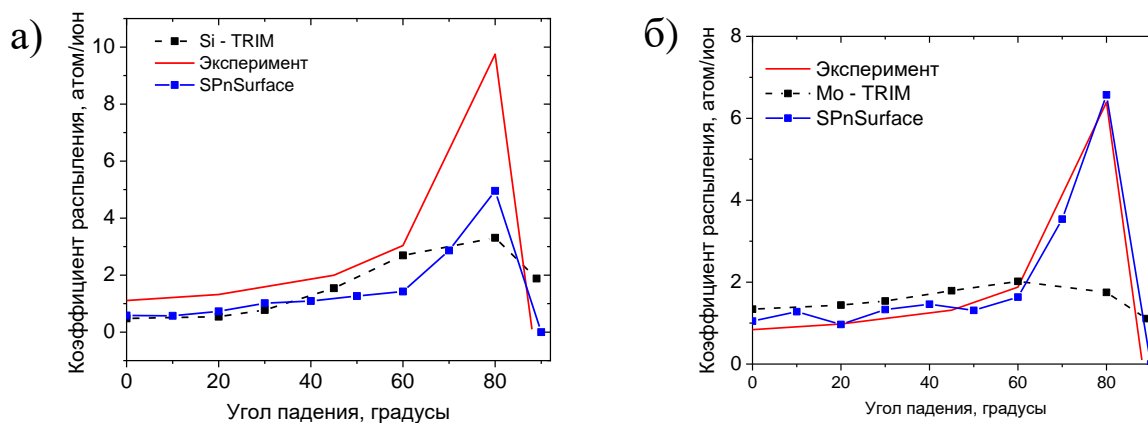 а)
Коэффициент распыления, атом/ион
10
8
6
4
2
0
Si - TRIM
Эксперимент
SPnSurface
0 20 40 60 80
Угол падения, градусы
б)
Коэффициент распыления, атом/ион
8
6
4
2
0
Эксперимент
Mo - TRIM
SPnSurface
0 20 40 60 80
Угол падения, градусы